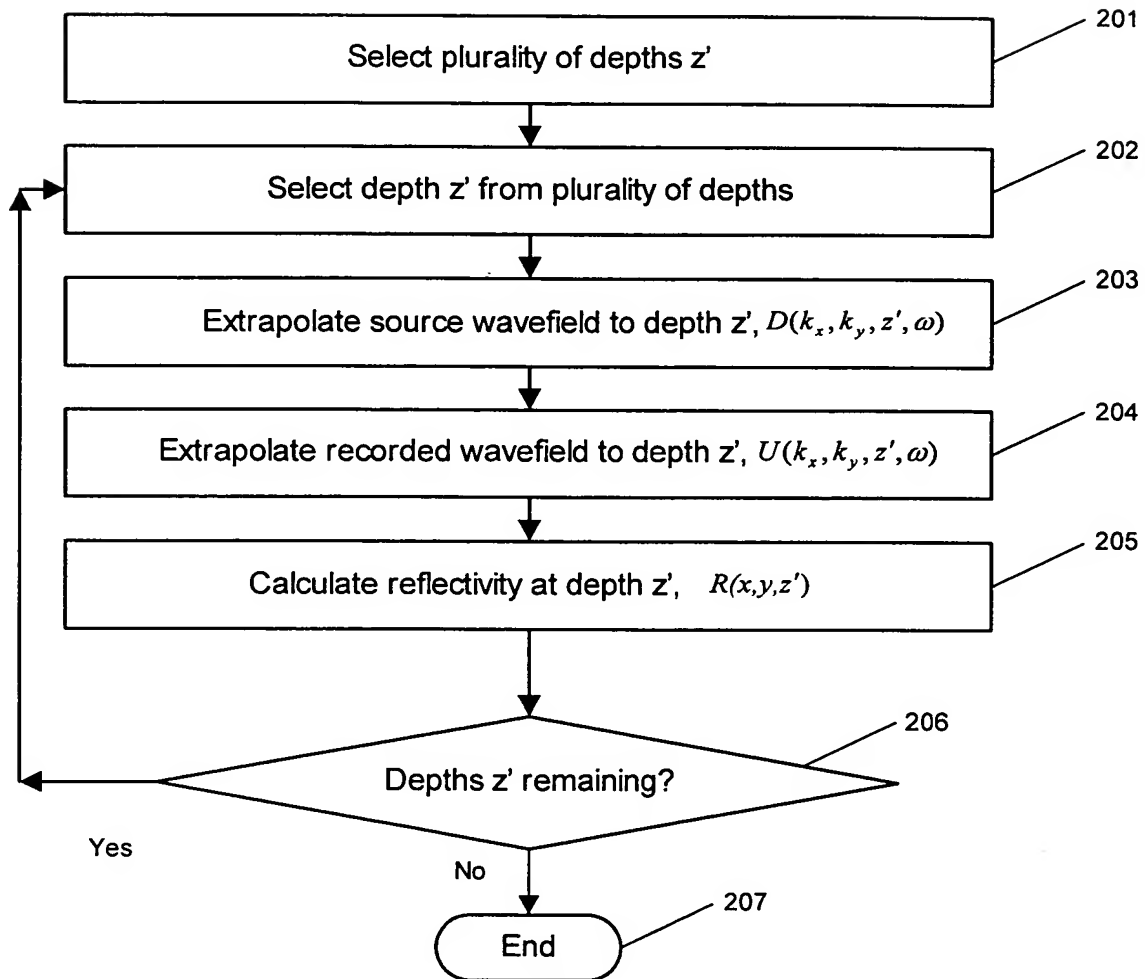 201
Select plurality of depths z'
202
Select depth z' from plurality of depths
203
Extrapolate source wavefield to depth z', D(k_x, k_y, z', ω)
204
Extrapolate recorded wavefield to depth z', U(k_x, k_y, z', ω)
205
Calculate reflectivity at depth z', R(x,y,z')
206
Depths z' remaining?
Yes
No
207
End